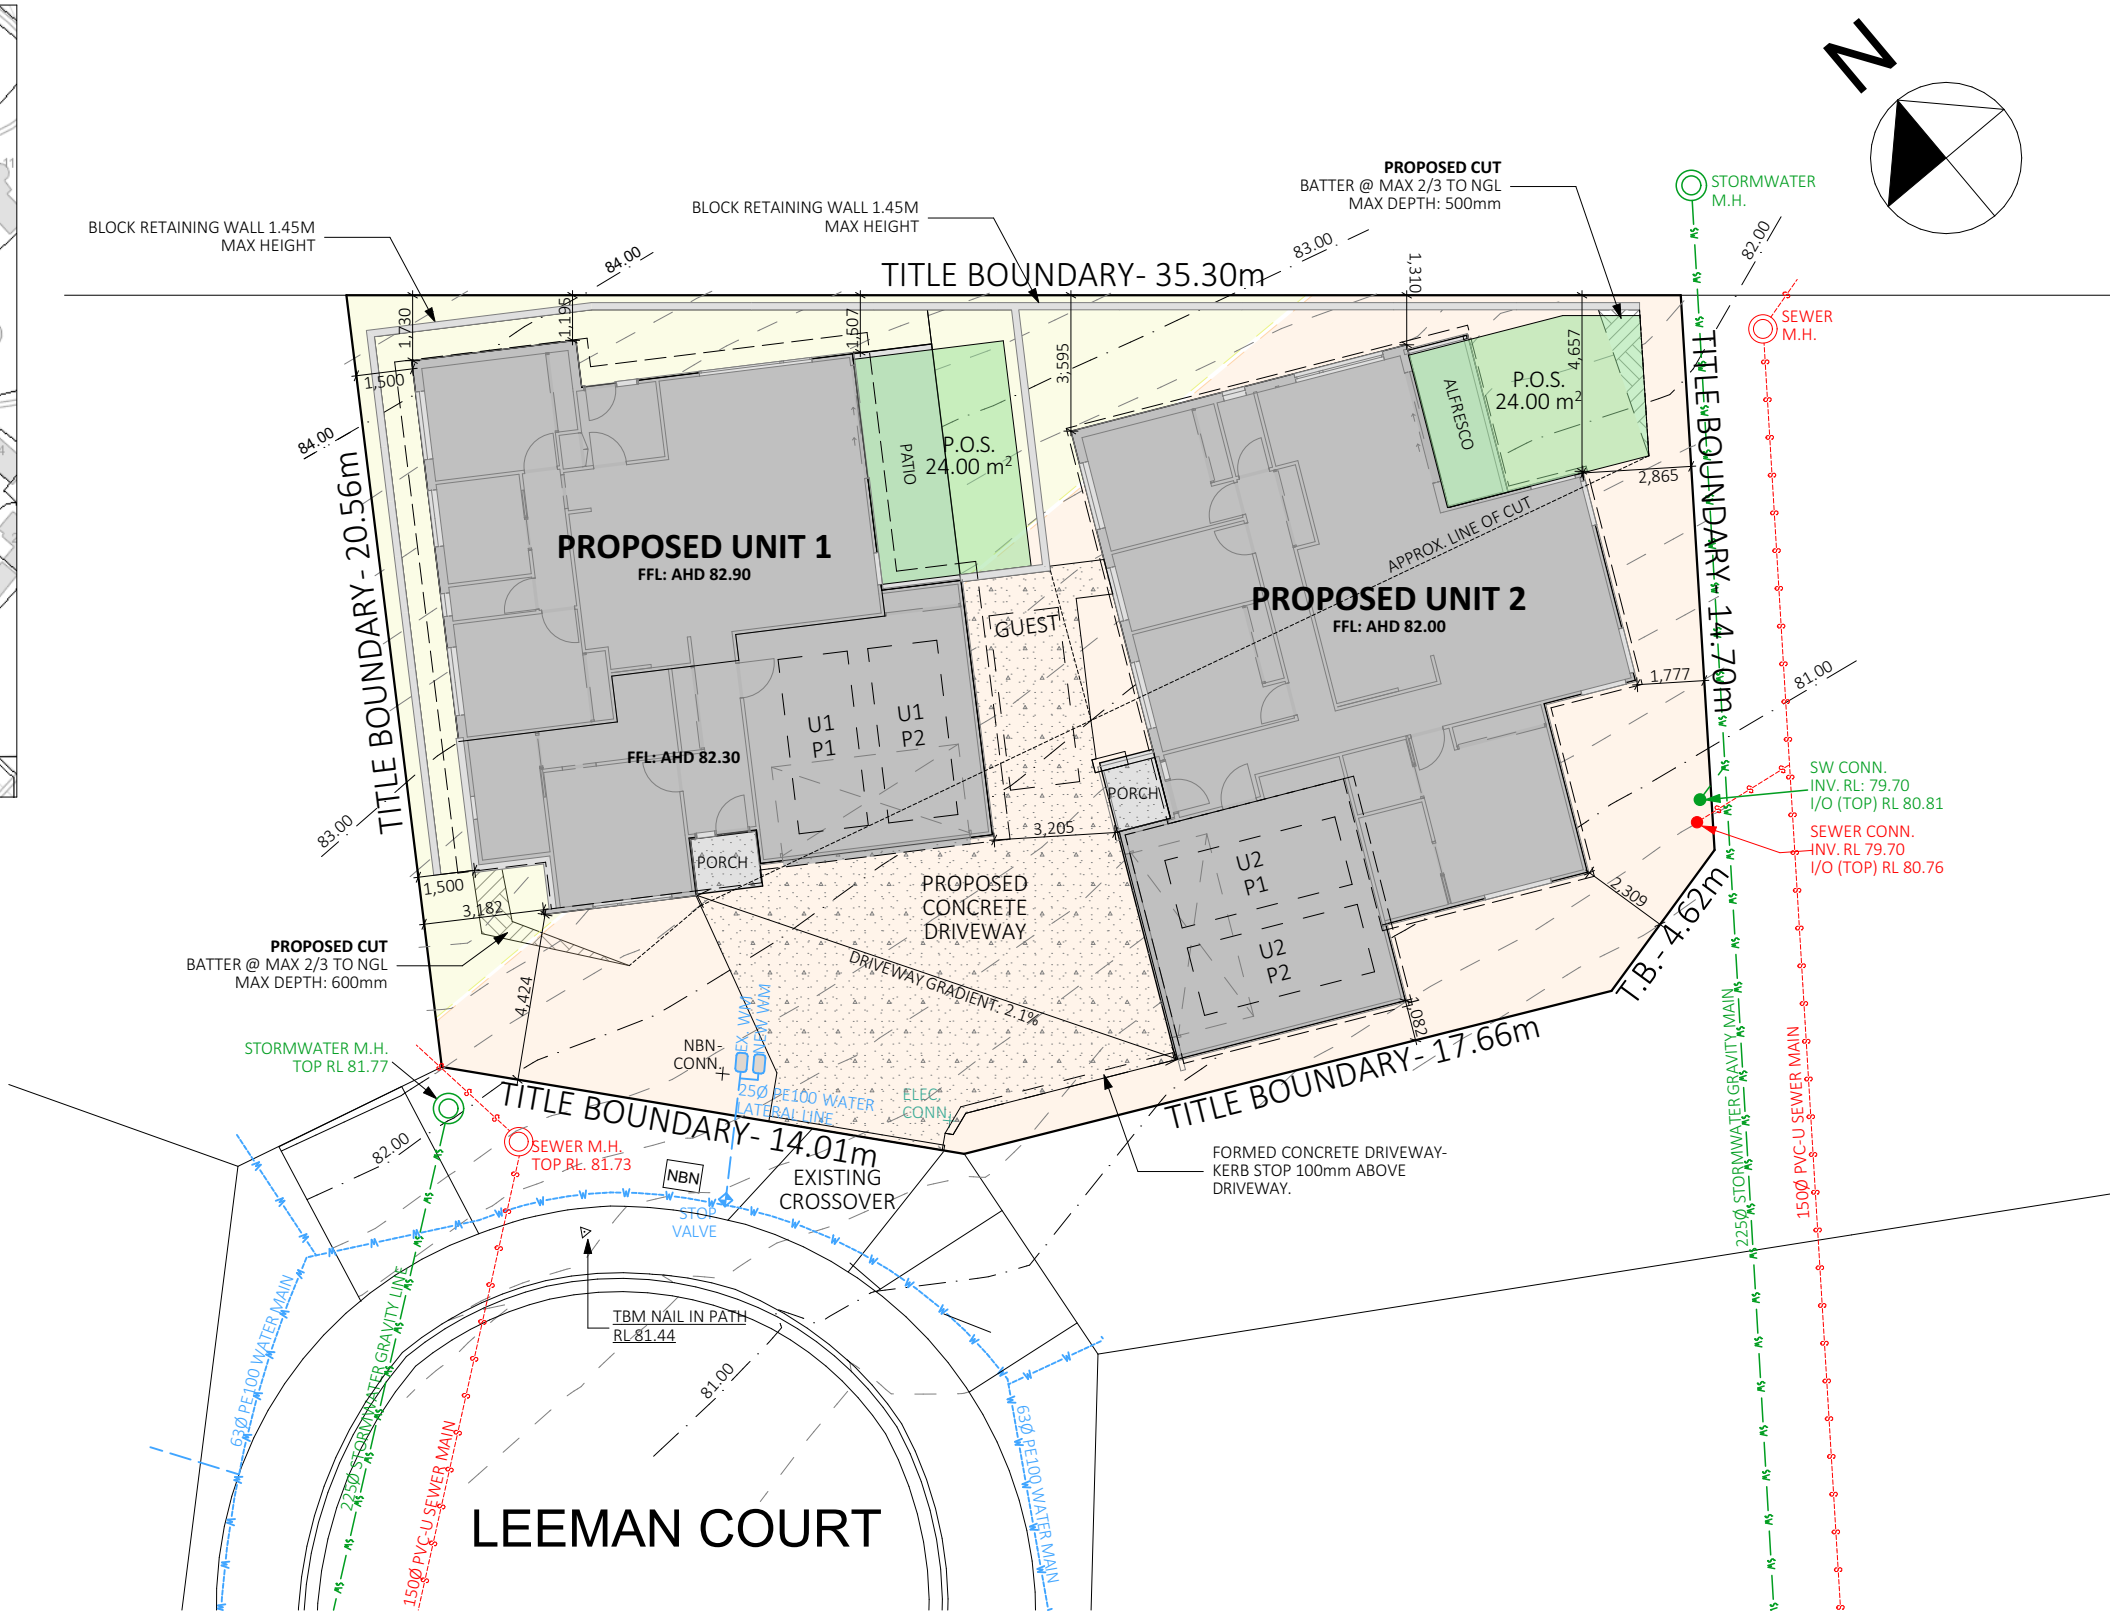 N
PROPOSED CUT
BATTER @ MAX 2/3 TO NGL
MAX DEPTH: 500mm
STORMWATER
M.H.
BLOCK RETAINING WALL 1.45M
MAX HEIGHT
BLOCK RETAINING WALL 1.45M
MAX HEIGHT
84.00
83.00
82.00
TITLE BOUNDARY- 35.30m
1,310
1,730
1,195
1,507
3,595
4,657
SEWER
M.H.
1,500
84.00
PATIO
P.O.S.
24.00 m²
ALFRESCO
P.O.S.
24.00 m²
2,865
TITLE BOUNDARY- 20.56m
TITLE BOUNDARY- 14.70m
APPROX. LINE OF CUT
PROPOSED UNIT 1
FFL: AHD 82.90
PROPOSED UNIT 2
FFL: AHD 82.00
GUEST
1,777
81.00
U1
P1
U1
P2
FFL: AHD 82.30
PORCH
PORCH
3,205
83.00
SW CONN.
INV. RL: 79.70
I/O (TOP) RL 80.81
SEWER CONN.
INV. RL 79.70
I/O (TOP) RL 80.76
U2
P1
U2
P2
2,309
T.B.- 4.62m
1,500
3,182
PROPOSED
CONCRETE
DRIVEWAY
PROPOSED CUT
BATTER @ MAX 2/3 TO NGL
MAX DEPTH: 600mm
4,424
DRIVEWAY GRADIENT: 2.1%
1,082
EX. WM
NEW WM
NBN-
CONN.
STORMWATER M.H.
TOP RL 81.77
25Ø PE100 WATER
LATERAL LINE
ELEC.
CONN.
TITLE BOUNDARY- 14.01m
TITLE BOUNDARY- 17.66m
82.00
SEWER M.H.
TOP RL. 81.73
NBN
EXISTING
CROSSOVER
STOP
VALVE
FORMED CONCRETE DRIVEWAY-
KERB STOP 100mm ABOVE
DRIVEWAY.
225Ø STORMWATER GRAVITY MAIN
150Ø PVC-U SEWER MAIN
TBM NAIL IN PATH
RL 81.44
81.00
63Ø PE100 WATER MAIN
225Ø STORMWATER GRAVITY LINE
150Ø PVC-U SEWER MAIN
63Ø PE100 WATER MAIN
LEEMAN COURT